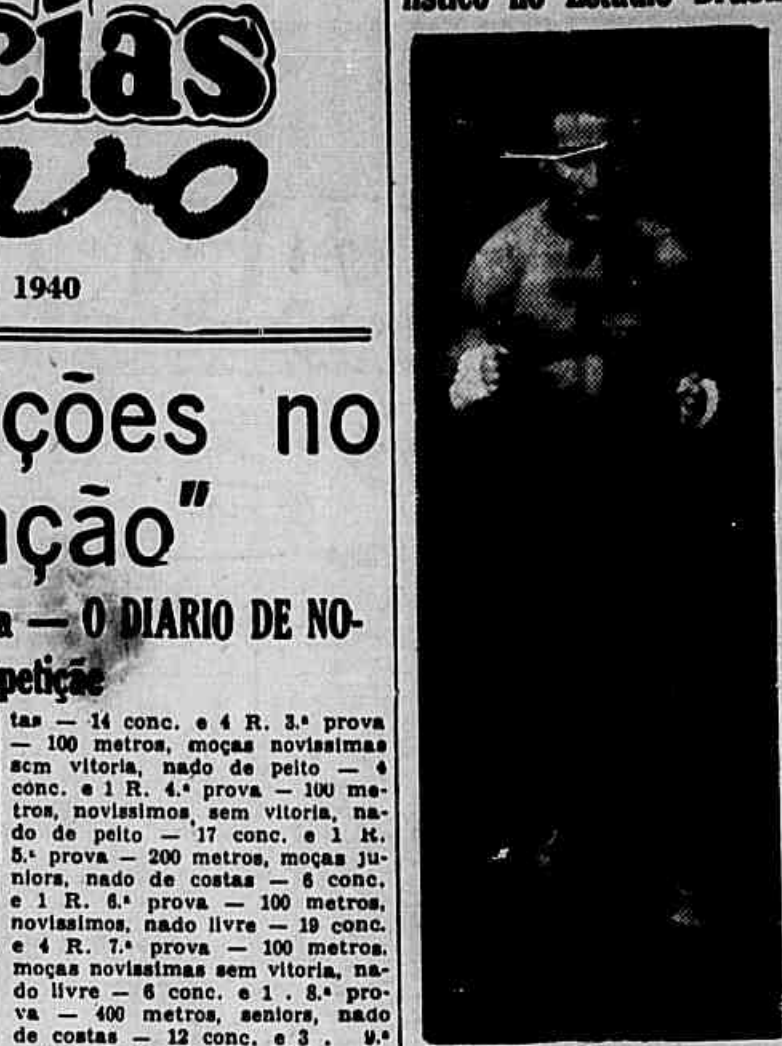 cias
vo
1940
ções no
ção"
— O DIARIO DE NO-
petição
tas — 14 conc. e 4 R. 3.ª prova
— 100 metros, moças novissimas
sem vitoria, nado de peito — 4
conc. e 1 R. 4.ª prova — 100 me-
tros, novissimos sem vitoria, na-
do de peito — 17 conc. e 1 R.
5.ª prova — 200 metros, moças ju-
niors, nado de costas — 6 conc.
e 1 R. 6.ª prova — 100 metros,
novissimos, nado livre — 19 conc.
e 4 R. 7.ª prova — 100 metros.
moças novissimas sem vitoria, na-
do livre — 6 conc. e 1 . 8.ª pro-
va — 400 metros, seniors, nado
de costas — 12 conc. e 3 . 9.ª
no